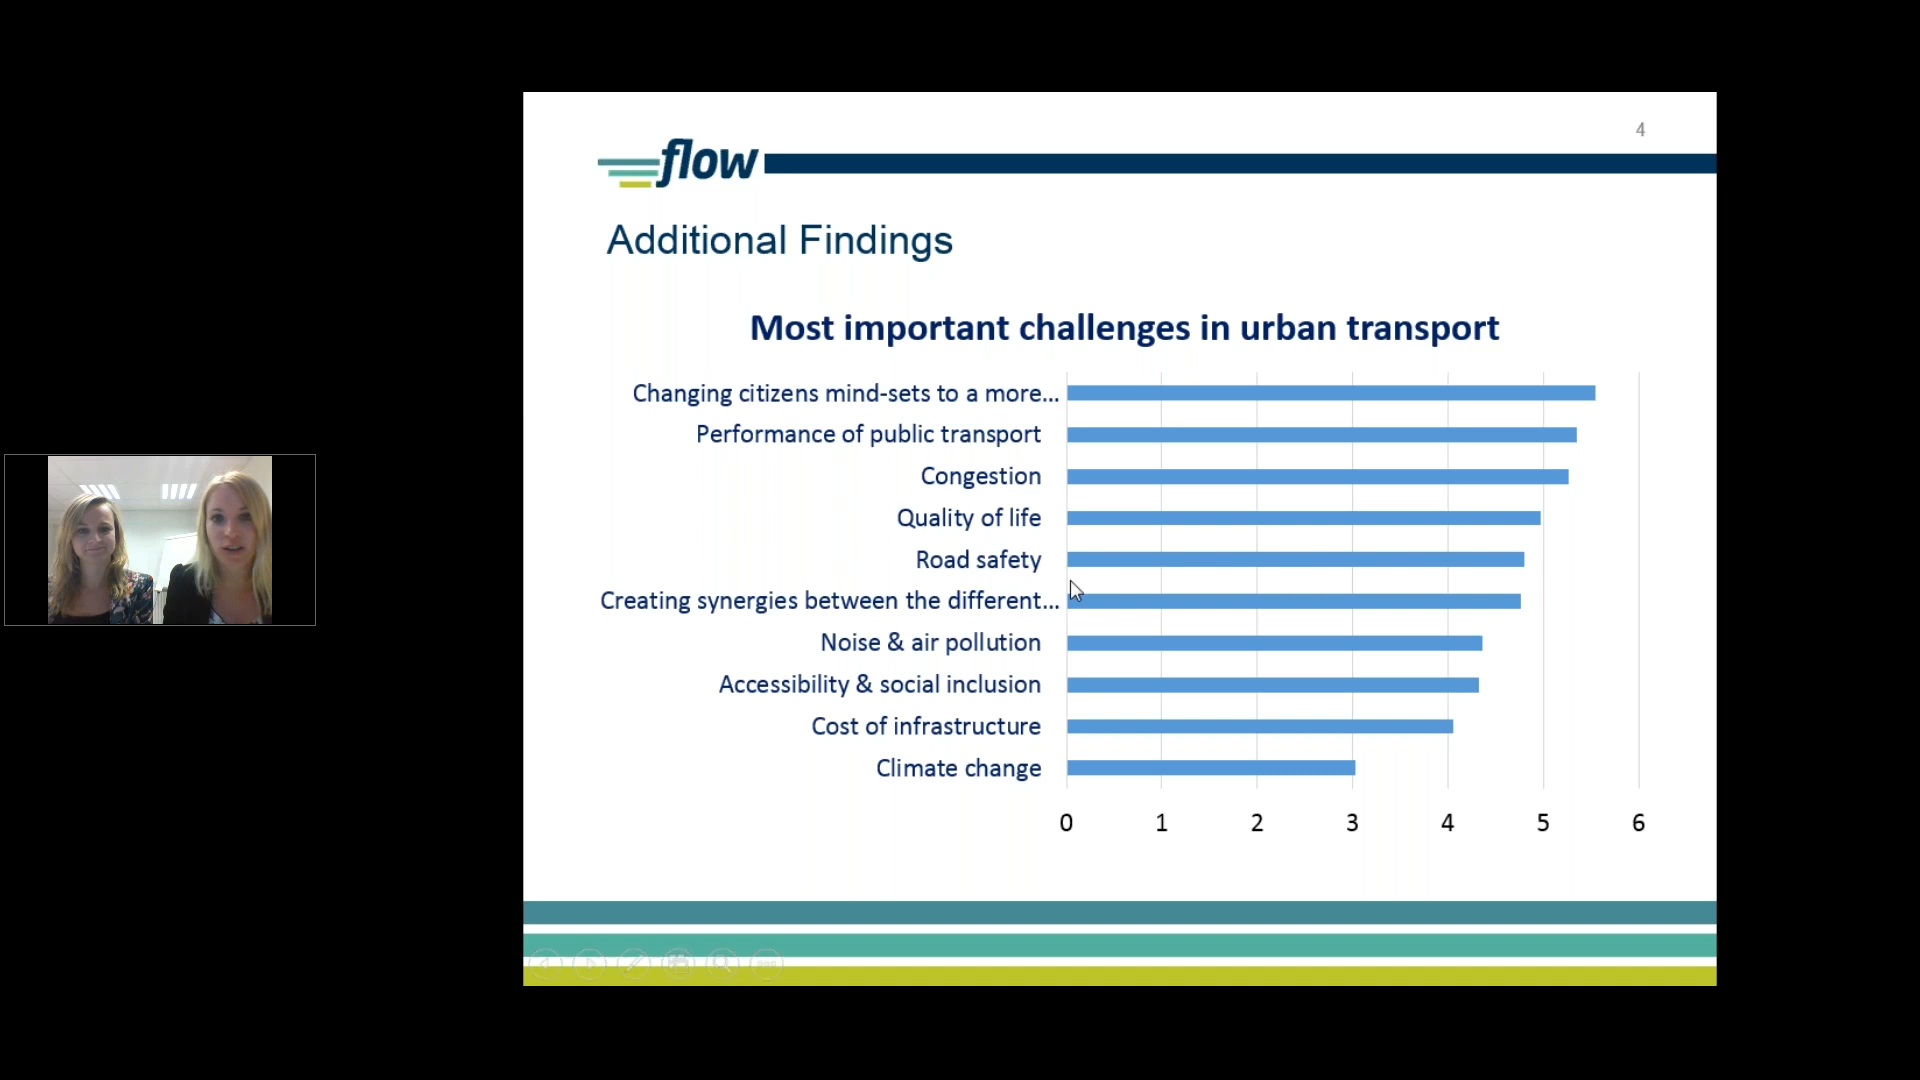 4
flow
Additional Findings
Most important challenges in urban transport
Changing citizens mind-sets to a more...
Performance of public transport
Congestion
Quality of life
Road safety
Creating synergies between the different...
Noise & air pollution
Accessibility & social inclusion
Cost of infrastructure
Climate change
0 1 2 3 4 5 6